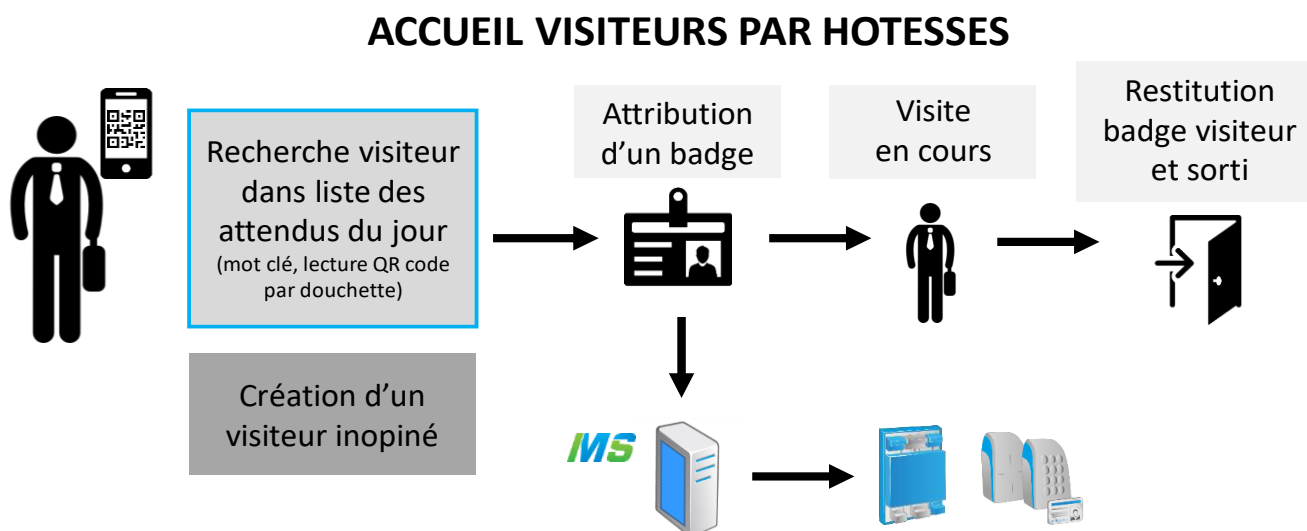 ACCUEIL VISITEURS PAR HOTESSES
Recherche visiteur
dans liste des
attendus du jour
(mot clé, lecture QR code
par douchette)
Création d’un
visiteur inopiné
Attribution
d’un badge
Visite
en cours
Restitution
badge visiteur
et sorti
IMS